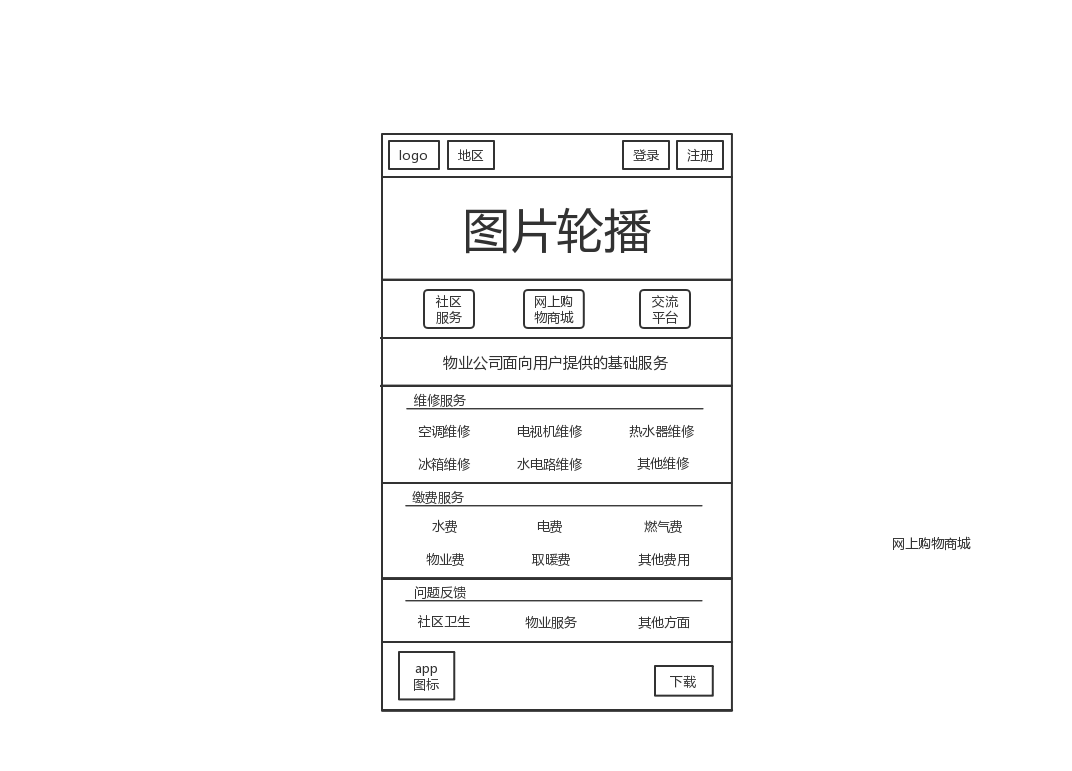 logo 地区 登录 注册
图片轮播
社区
服务
网上购
物商城
交流
平台
物业公司面向用户提供的基础服务
维修服务
空调维修 电视机维修 热水器维修
冰箱维修 水电路维修 其他维修
缴费服务
水费 电费 燃气费
物业费 取暖费 其他费用
问题反馈
社区卫生 物业服务 其他方面
app
图标
下载
网上购物商城